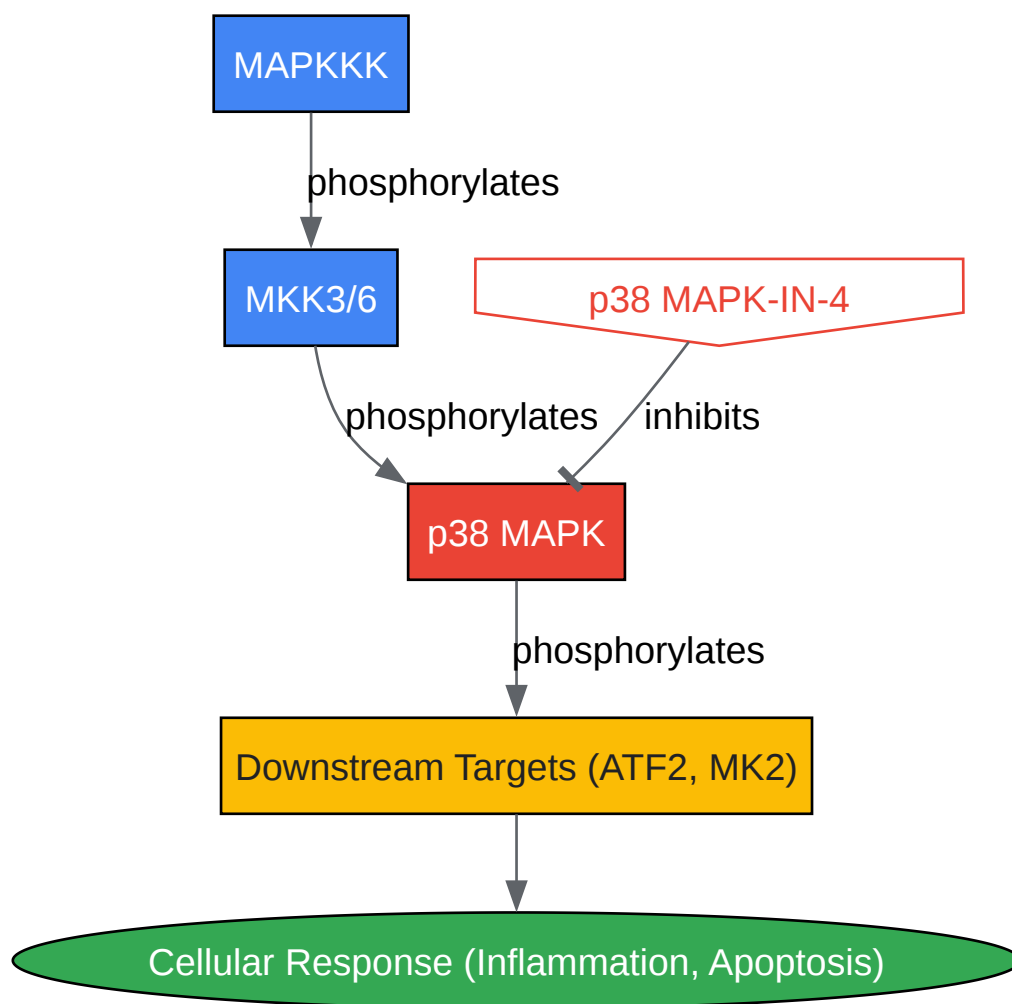 MAPKKK
phosphorylates
MKK3/6
p38 MAPK-IN-4
phosphorylates
inhibits
p38 MAPK
phosphorylates
Downstream Targets (ATF2, MK2)
Cellular Response (Inflammation, Apoptosis)